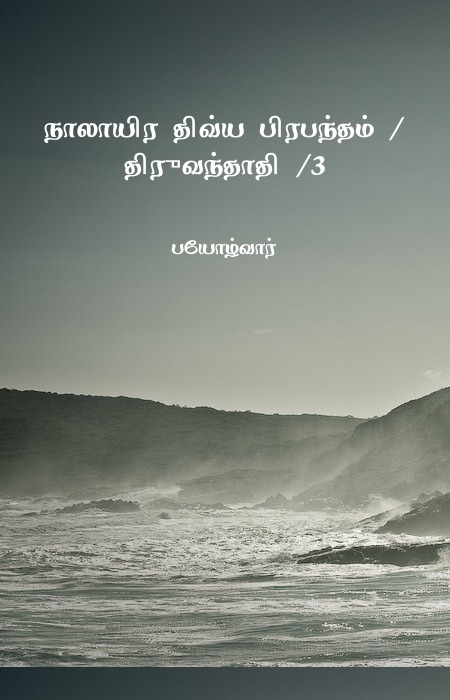 நாலாயிர திவ்ய பிரபந்தம் /
திருவந்தாதி /3
பயோழ்வார்